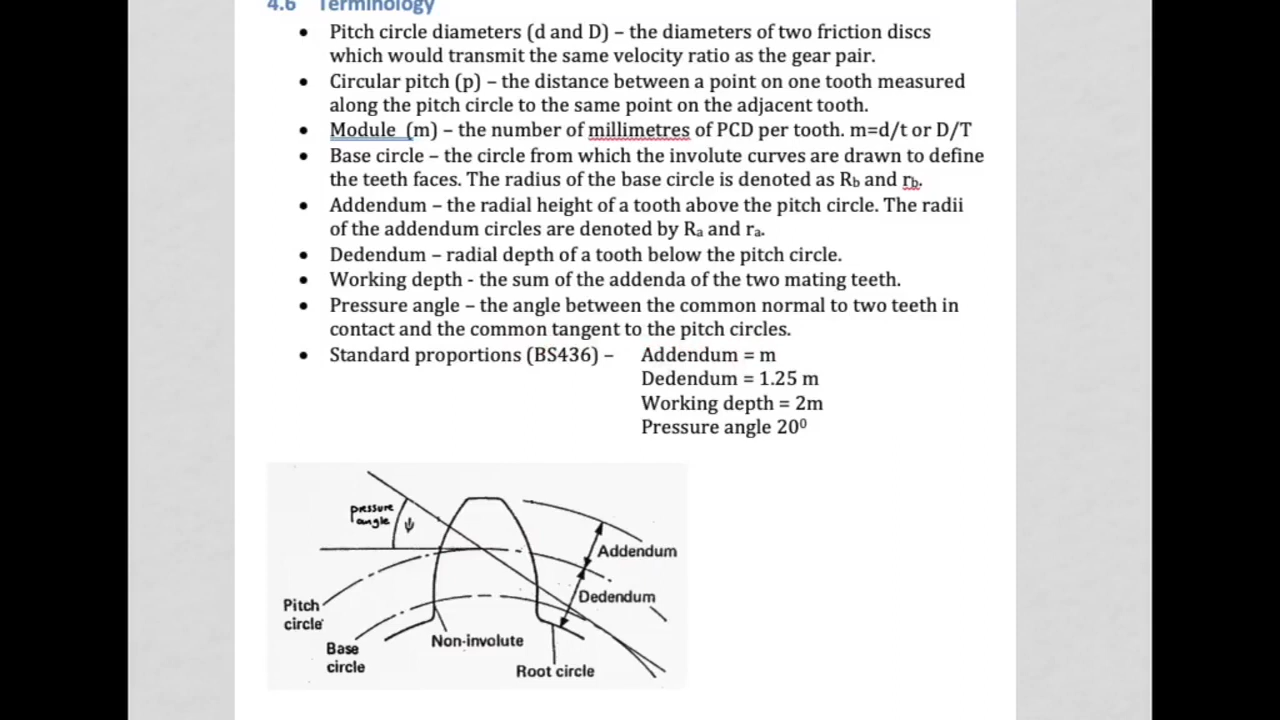 4.6 Terminology
• Pitch circle diameters (d and D) – the diameters of two friction discs
which would transmit the same velocity ratio as the gear pair.
• Circular pitch (p) – the distance between a point on one tooth measured
along the pitch circle to the same point on the adjacent tooth.
• Module (m) – the number of millimetres of PCD per tooth. m=d/t or D/T
• Base circle – the circle from which the involute curves are drawn to define
the teeth faces. The radius of the base circle is denoted as Rb and rb.
• Addendum – the radial height of a tooth above the pitch circle. The radii
of the addendum circles are denoted by Ra and ra.
• Dedendum – radial depth of a tooth below the pitch circle.
• Working depth - the sum of the addenda of the two mating teeth.
• Pressure angle – the angle between the common normal to two teeth in
contact and the common tangent to the pitch circles.
• Standard proportions (BS436) – Addendum = m
Dedendum = 1.25 m
Working depth = 2m
Pressure angle 20⁰
pressure
angle ψ
Addendum
Dedendum
Pitch
circle
Non-involute
Base
circle
Root circle